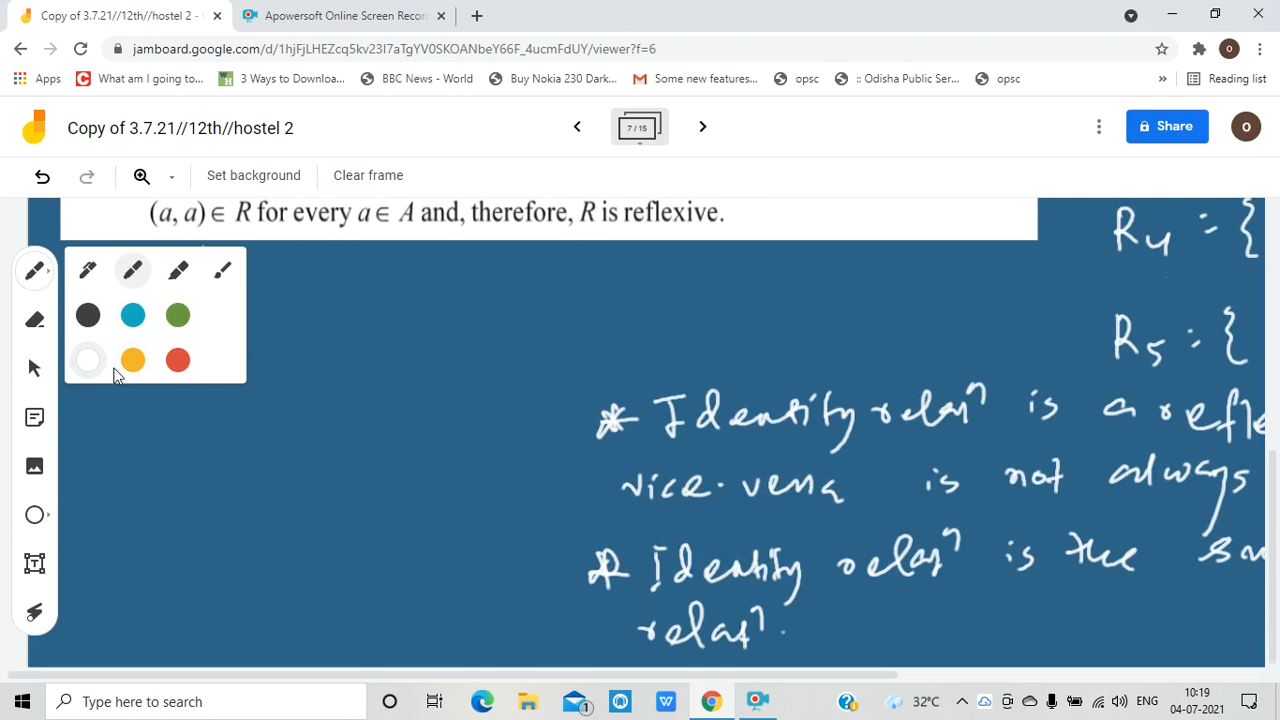 Copy of 3.7.21//12th//hostel 2 -
Apowersoft Online Screen Record
jamboard.google.com/d/1hjFjLHEZcq5kv23I7aTgYV0SKOANbeY66F_4ucmFdUY/viewer?f=6
Apps What am I going to... 3 Ways to Downloa... BBC News - World Buy Nokia 230 Dark... Some new features... opsc :: Odisha Public Ser... opsc » Reading list
Copy of 3.7.21//12th//hostel 2
7 / 15
Share
O
Set background Clear frame
(a, a) ∈ R for every a ∈ A and, therefore, R is reflexive.
R4 : {
R5 : {
* Identity relaⁿ is a refle
vice-versa is not always
* Identity relaⁿ is the
relaⁿ.
Type here to search
1
32°C
ENG
10:19
04-07-2021